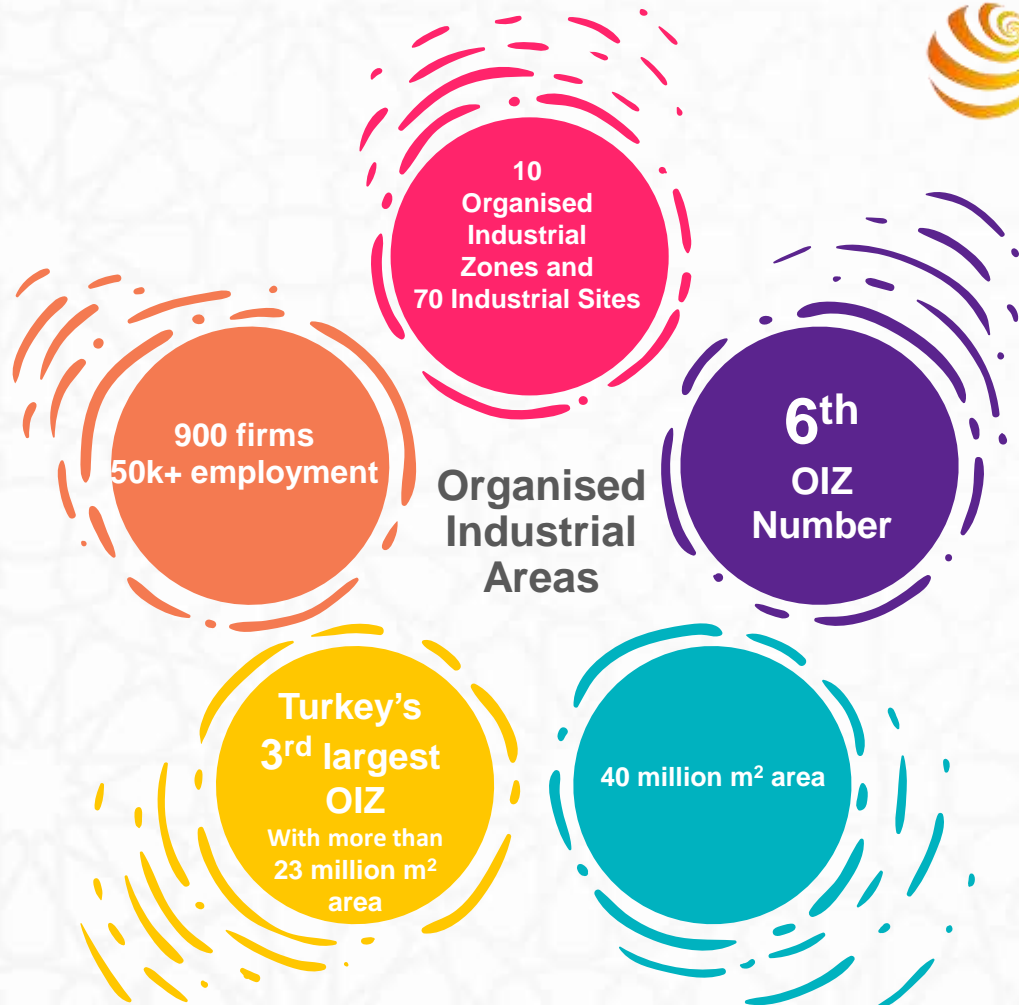 10
Organised
Industrial
Zones and
70 Industrial Sites
900 firms
50k+ employment
Organised
Industrial
Areas
6th
OIZ
Number
Turkey’s
3rd largest
OIZ
With more than
23 million m²
area
40 million m² area